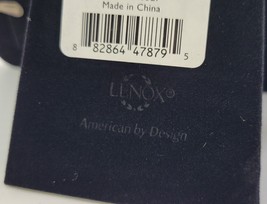 Made in China
8 82864 47879 5
LENOX®
American by Design